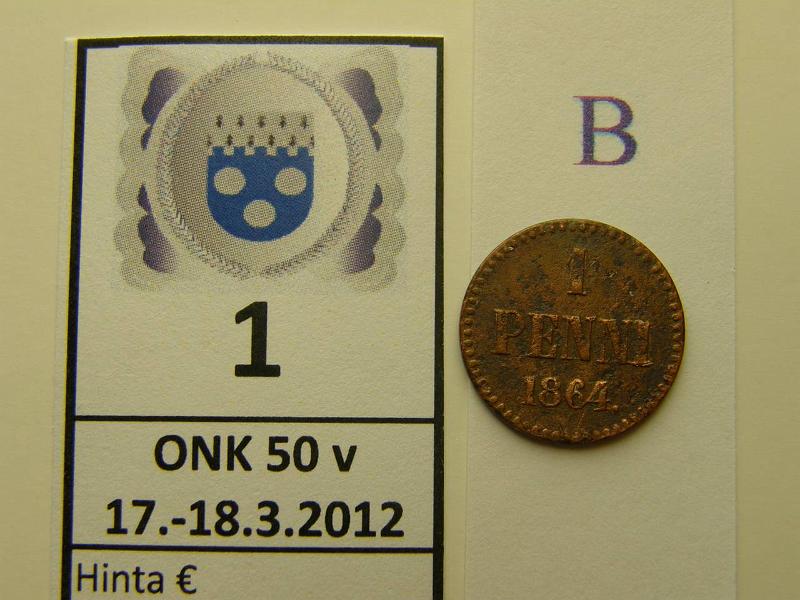 1
ONK 50 v
17.-18.3.2012
Hinta €
B
1
PENNI
1864.